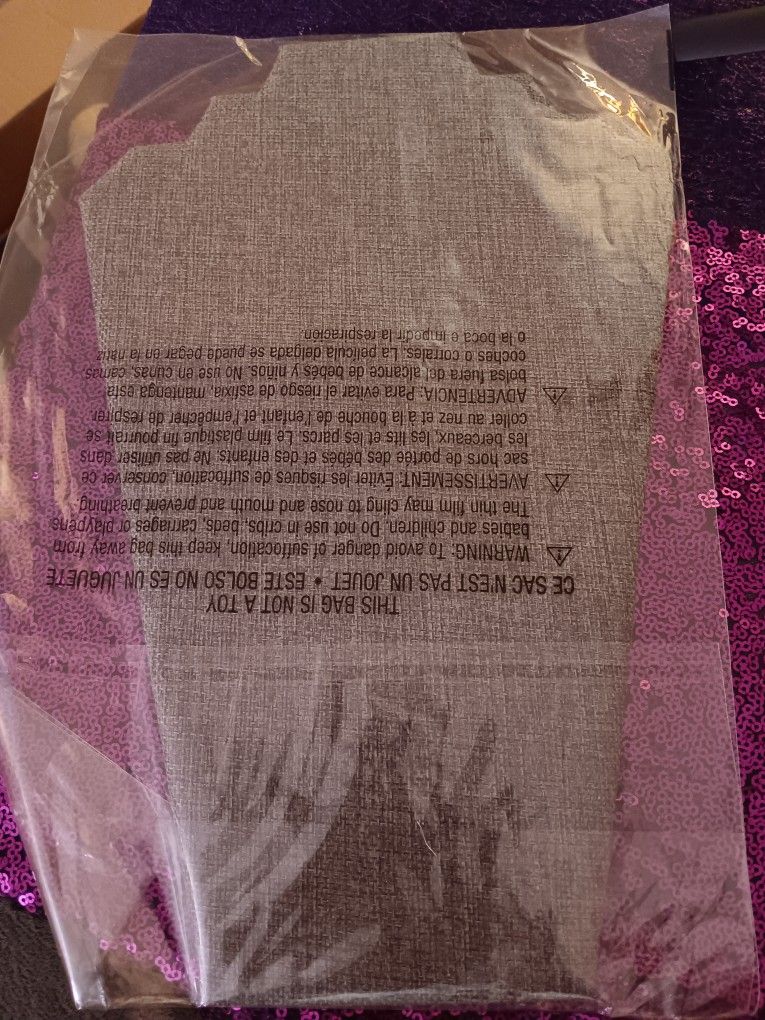 THIS BAG IS NOT A TOY
CE SAC N'EST PAS UN JOUET • ESTE BOLSO NO ES UN JUGUETE
WARNING: To avoid danger of suffocation, keep this bag away from
babies and children. Do not use in cribs, beds, carriages or playpens
The thin film may cling to nose and mouth and prevent breathing
AVERTISSEMENT: Éviter les risques de suffocation, conserver ce
sac hors de portée des bébés et des enfants. Ne pas utiliser dans
les berceaux, les lits et les parcs. Le film plastique fin pourrait se
coller au nez et à la bouche de l'enfant et l'empêcher de respirer.
ADVERTENCIA: Para evitar el riesgo de asfixia, mantenga esta
bolsa fuera del alcance de bebés y niños. No use en cunas, camas,
coches o corrales. La película delgada se puede pegar en la nariz
o la boca e impedir la respiracion.